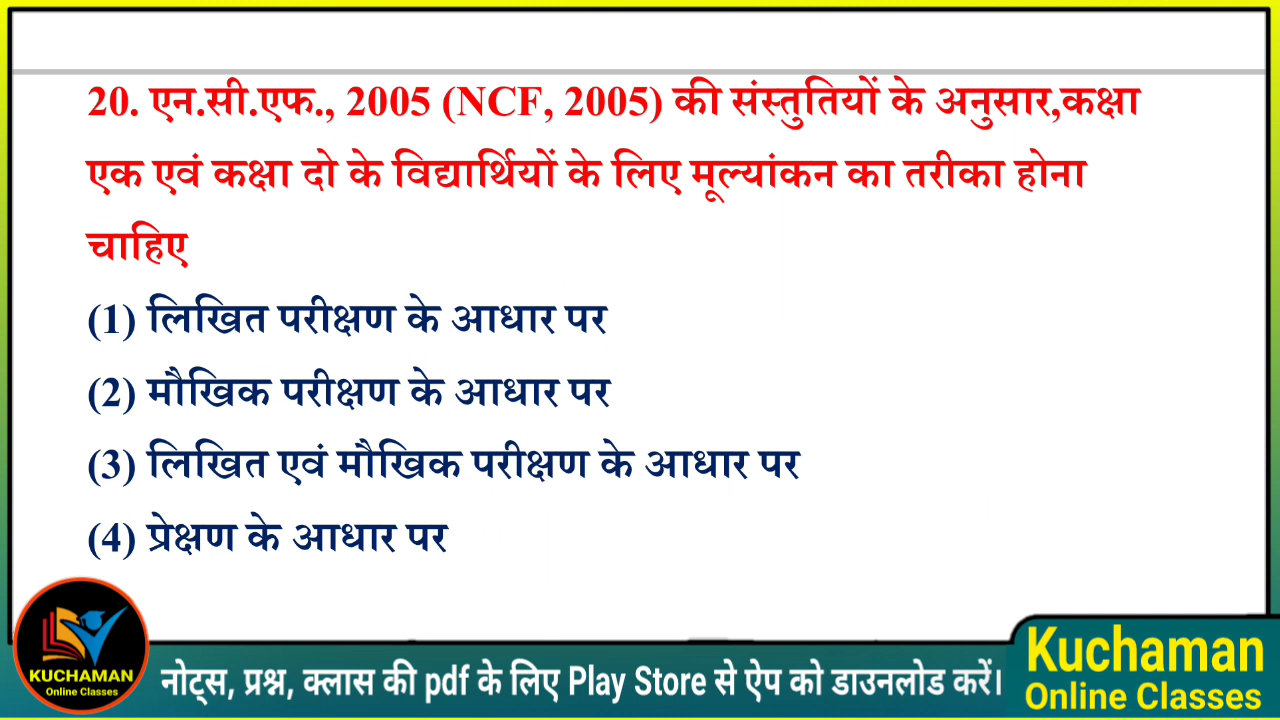 20. एन.सी.एफ., 2005 (NCF, 2005) की संस्तुतियों के अनुसार,कक्षा
एक एवं कक्षा दो के विद्यार्थियों के लिए मूल्यांकन का तरीका होना
चाहिए
(1) लिखित परीक्षण के आधार पर
(2) मौखिक परीक्षण के आधार पर
(3) लिखित एवं मौखिक परीक्षण के आधार पर
(4) प्रेक्षण के आधार पर
KUCHAMAN
Online Classes
नोट्स, प्रश्न, क्लास की pdf के लिए Play Store से ऐप को डाउनलोड करें।
Kuchaman
Online Classes